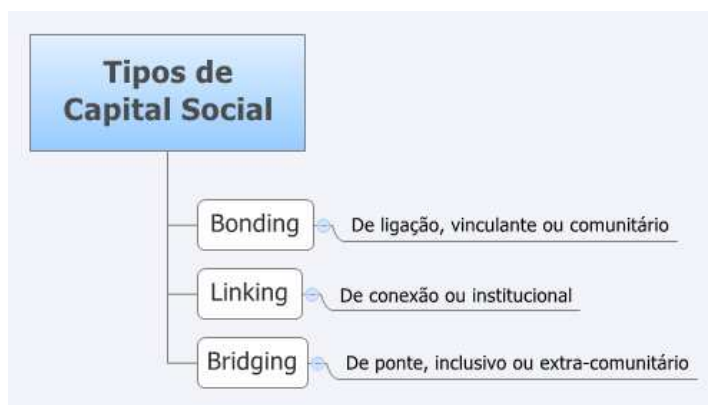 Tipos de
Capital Social
Bonding De ligação, vinculante ou comunitário
Linking De conexão ou institucional
Bridging De ponte, inclusivo ou extra-comunitário